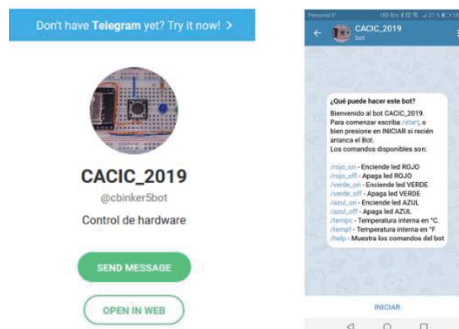 Don't have Telegram yet? Try it now! >
CACIC_2019
@cbinker5bot
Control de hardware
SEND MESSAGE
OPEN IN WEB
Personal
CACIC_2019
bot
¿Qué puede hacer este bot?
Bienvenido al bot CACIC_2019.
Para comenzar escriba /start, o
bien presione en INICIAR si recién
arranca el Bot.
Los comandos disponibles son:
/rojo_on - Enciende led ROJO
/rojo_off - Apaga led ROJO
/verde_on - Enciende led VERDE
/verde_off - Apaga led VERDE
/azul_on - Enciende led AZUL
/azul_off - Apaga led AZUL
/tempc - Temperatura interna en °C.
/tempf - Temperatura interna en °F
/help - Muestra los comandos del bot
INICIAR